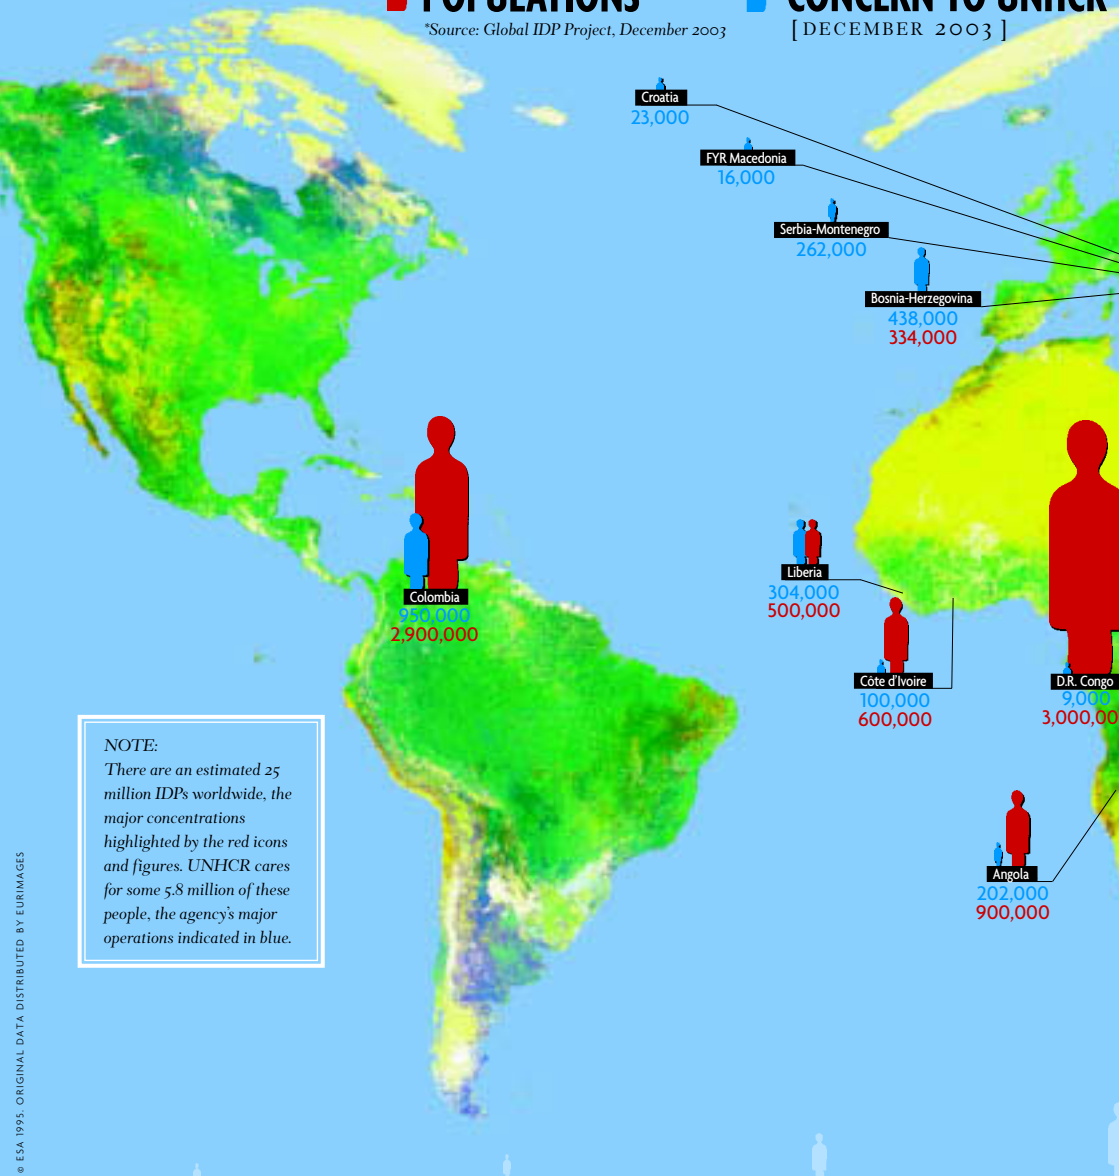 POPULATIONS
*Source: Global IDP Project, December 2003
CONCERN TO UNHCR
[ DECEMBER 2003 ]
Croatia
23,000
FYR Macedonia
16,000
Serbia-Montenegro
262,000
Bosnia-Herzegovina
438,000
334,000
Colombia
950,000
2,900,000
Liberia
304,000
500,000
Côte d'Ivoire
100,000
600,000
D.R. Congo
9,000
3,000,00
Angola
202,000
900,000
NOTE:
There are an estimated 25
million IDPs worldwide, the
major concentrations
highlighted by the red icons
and figures. UNHCR cares
for some 5.8 million of these
people, the agency's major
operations indicated in blue.
© ESA 1995. ORIGINAL DATA DISTRIBUTED BY EURIMAGES